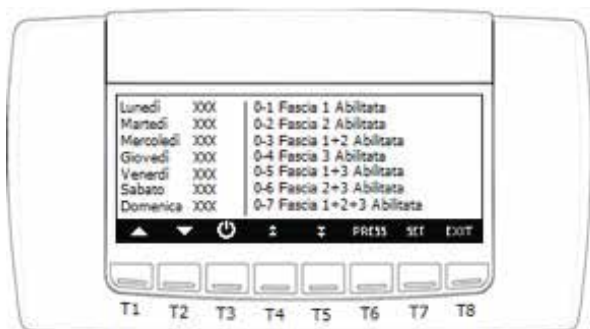 Lunedì XXX 0-1 Fascia 1 Abilitata
Martedì XXX 0-2 Fascia 2 Abilitata
Mercoledì XXX 0-3 Fascia 1+2 Abilitata
Giovedì XXX 0-4 Fascia 3 Abilitata
Venerdì XXX 0-5 Fascia 1+3 Abilitata
Sabato XXX 0-6 Fascia 2+3 Abilitata
Domenica XXX 0-7 Fascia 1+2+3 Abilitata
PRESS SET EXIT
T1 T2 T3 T4 T5 T6 T7 T8